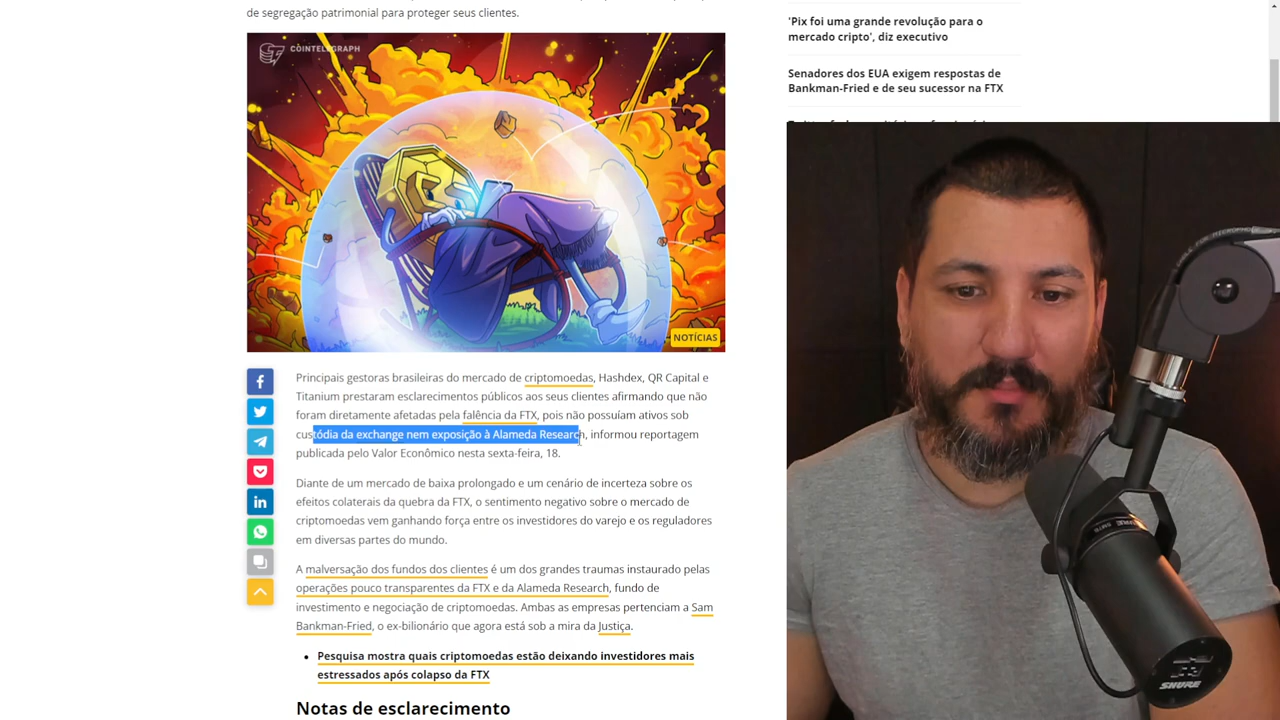 de segregação patrimonial para proteger seus clientes.
COINTELEGRAPH
NOTÍCIAS
Principais gestoras brasileiras do mercado de criptomoedas, Hashdex, QR Capital e
Titanium prestaram esclarecimentos públicos aos seus clientes afirmando que não
foram diretamente afetadas pela falência da FTX, pois não possuíam ativos sob
custódia da exchange nem exposição à Alameda Research, informou reportagem
publicada pelo Valor Econômico nesta sexta-feira, 18.
Diante de um mercado de baixa prolongado e um cenário de incerteza sobre os
efeitos colaterais da quebra da FTX, o sentimento negativo sobre o mercado de
criptomoedas vem ganhando força entre os investidores do varejo e os reguladores
em diversas partes do mundo.
A malversação dos fundos dos clientes é um dos grandes traumas instaurado pelas
operações pouco transparentes da FTX e da Alameda Research, fundo de
investimento e negociação de criptomoedas. Ambas as empresas pertenciam a Sam
Bankman-Fried, o ex-bilionário que agora está sob a mira da Justiça.
• Pesquisa mostra quais criptomoedas estão deixando investidores mais
estressados após colapso da FTX
Notas de esclarecimento
'Pix foi uma grande revolução para o
mercado cripto', diz executivo
Senadores dos EUA exigem respostas de
Bankman-Fried e de seu sucessor na FTX
SHURE